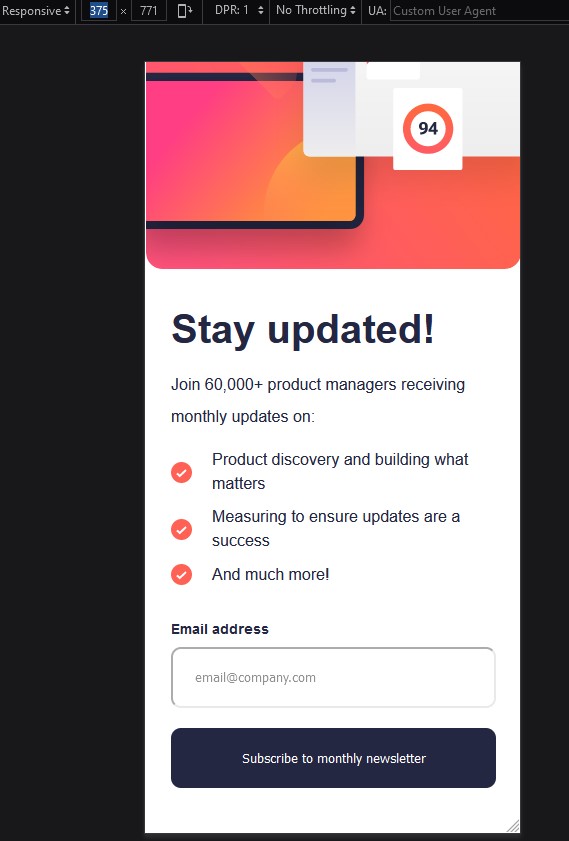 Responsive 375 × 771 DPR: 1 No Throttling UA: Custom User Agent
94
Stay updated!
Join 60,000+ product managers receiving
monthly updates on:
Product discovery and building what
matters
Measuring to ensure updates are a
success
And much more!
Email address
email@company.com
Subscribe to monthly newsletter